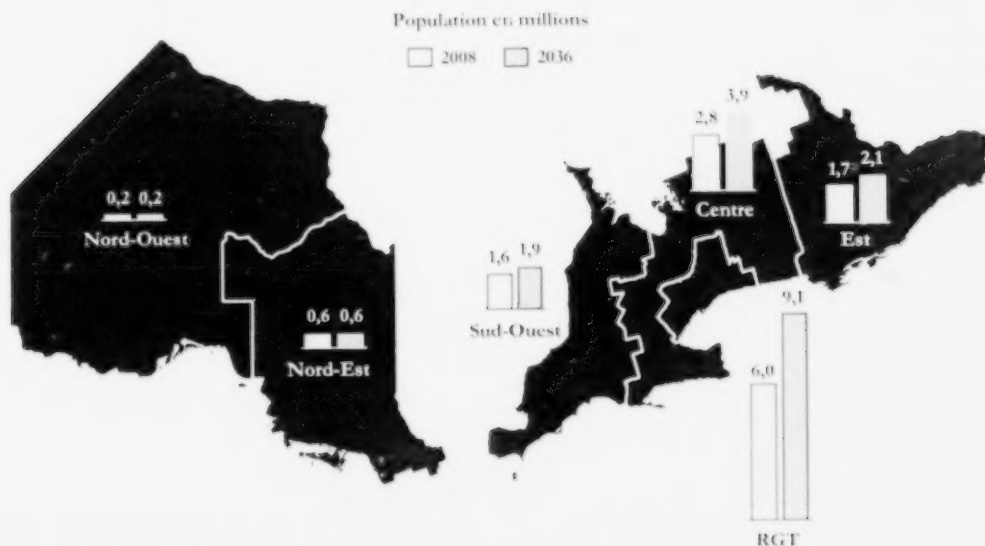 Population en millions
2008 2036
3,9
2,8
2,1
1,7
0,2 0,2
Centre
Nord-Ouest
Est
1,6 1,9
9,1
0,6 0,6
Sud-Ouest
Nord-Est
6,0
RGT